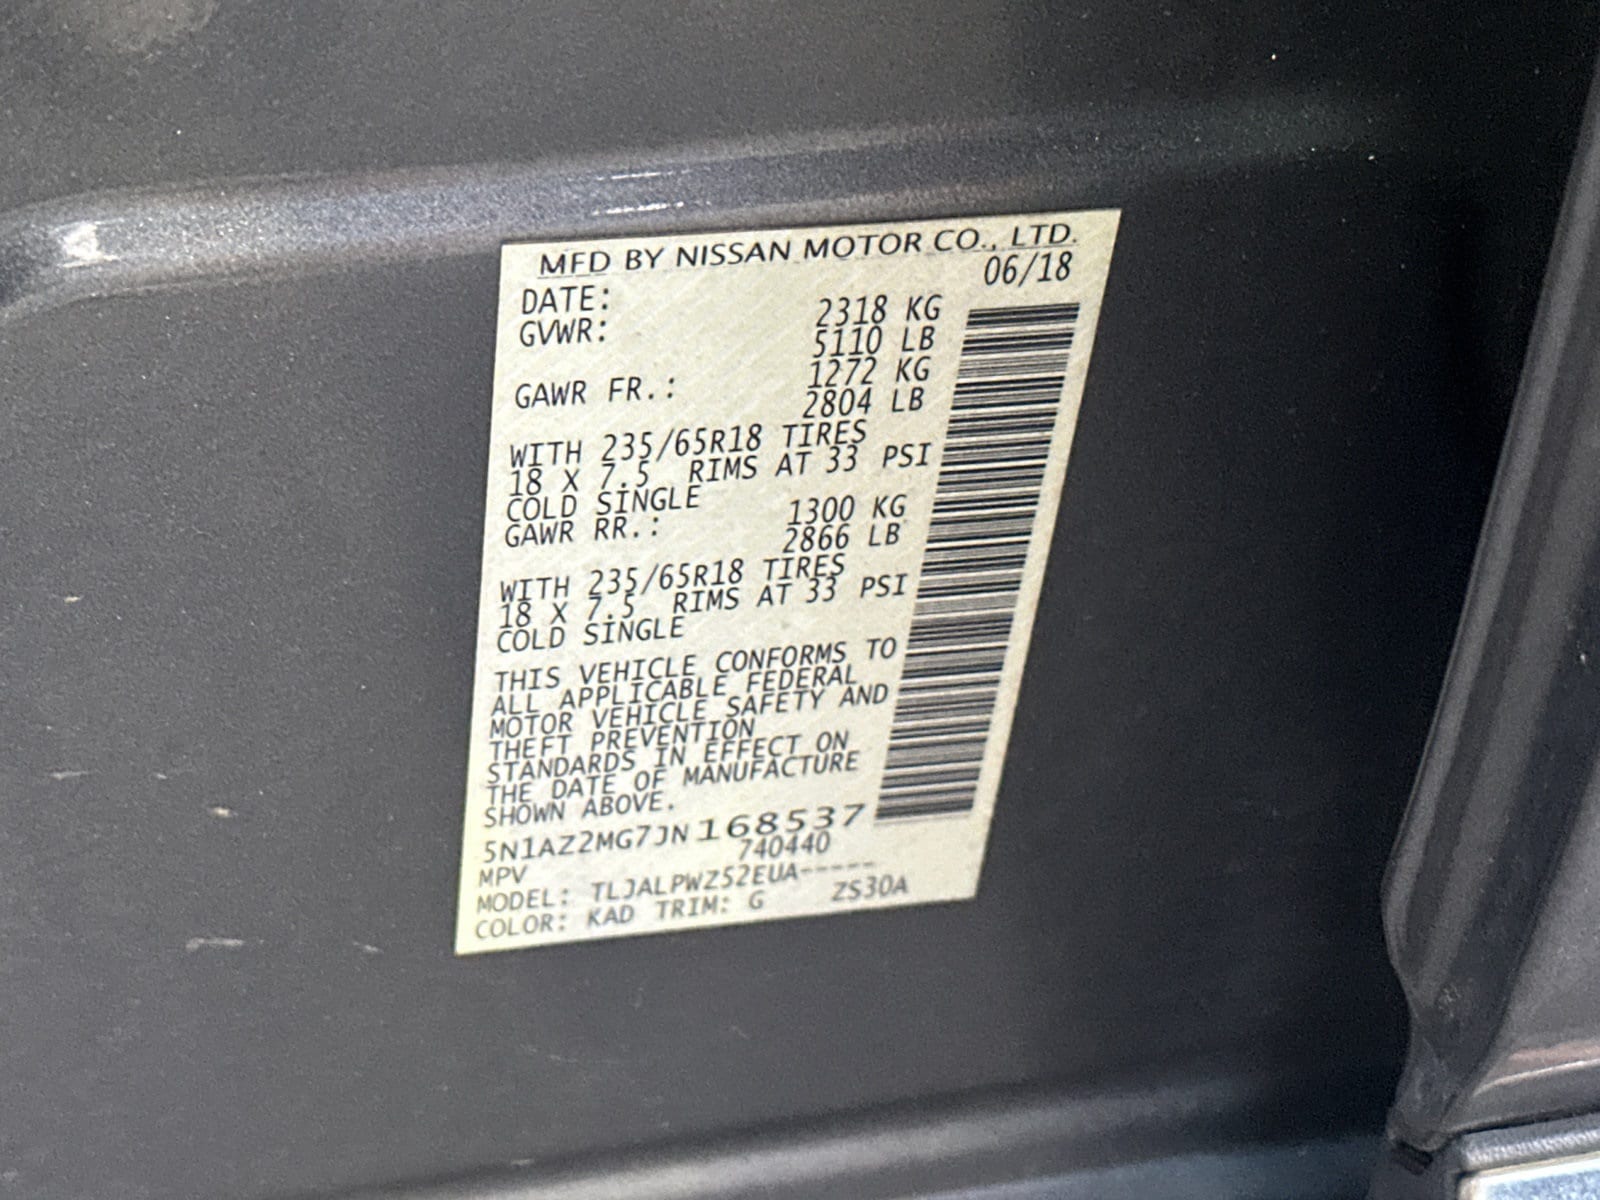 MFD BY NISSAN MOTOR CO., LTD.
DATE: 06/18
GVWR: 2318 KG
5110 LB
GAWR FR.: 1272 KG
2804 LB
WITH 235/65R18 TIRES
18 X 7.5 RIMS AT 33 PSI
COLD SINGLE
GAWR RR.: 1300 KG
2866 LB
WITH 235/65R18 TIRES
18 X 7.5 RIMS AT 33 PSI
COLD SINGLE
THIS VEHICLE CONFORMS TO
ALL APPLICABLE FEDERAL
MOTOR VEHICLE SAFETY AND
THEFT PREVENTION
STANDARDS IN EFFECT ON
THE DATE OF MANUFACTURE
SHOWN ABOVE.
5N1AZ2MG7JN168537
MPV 740440
MODEL: TLJALPWZ52EUA-----
COLOR: KAD TRIM: G ZS30A